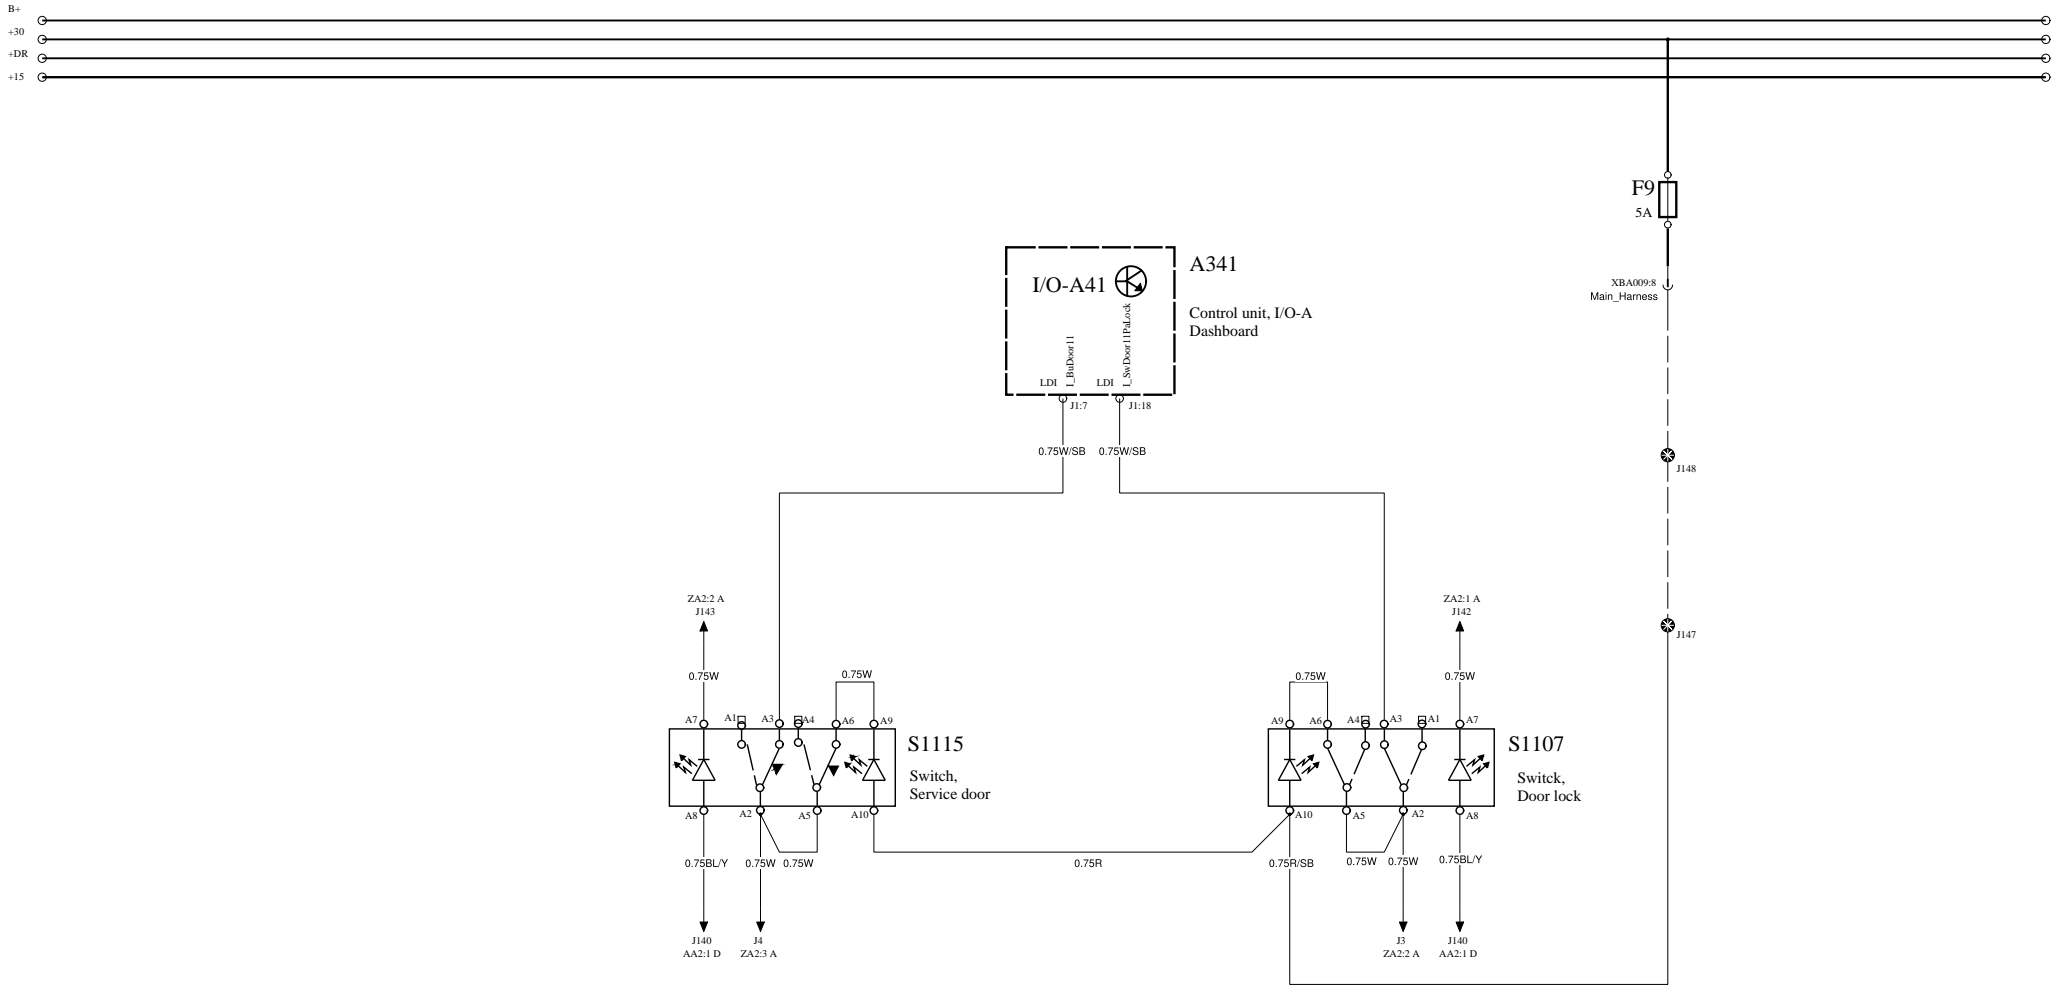 B+
+30
+DR
+15
F9
5A
XBA009:8
Main_Harness
J148
J147
A341
I/O-A41
Control unit, I/O-A
Dashboard
LDI
I_BuDoor11
LDI
I_SwDoor11PaLock
J1:7
J1:18
0.75W/SB
0.75W/SB
ZA2:2 A
J143
0.75W
0.75W
A7
A1
A3
A4
A6
A9
S1115
Switch,
Service door
A8
A2
A5
A10
0.75BL/Y
0.75W
0.75W
J140
AA2:1 D
J4
ZA2:3 A
0.75R
ZA2:1 A
J142
0.75W
0.75W
A9
A6
A4
A3
A1
A7
S1107
Switck,
Door lock
A10
A5
A2
A8
0.75R/SB
0.75W
0.75W
0.75BL/Y
J3
ZA2:2 A
J140
AA2:1 D